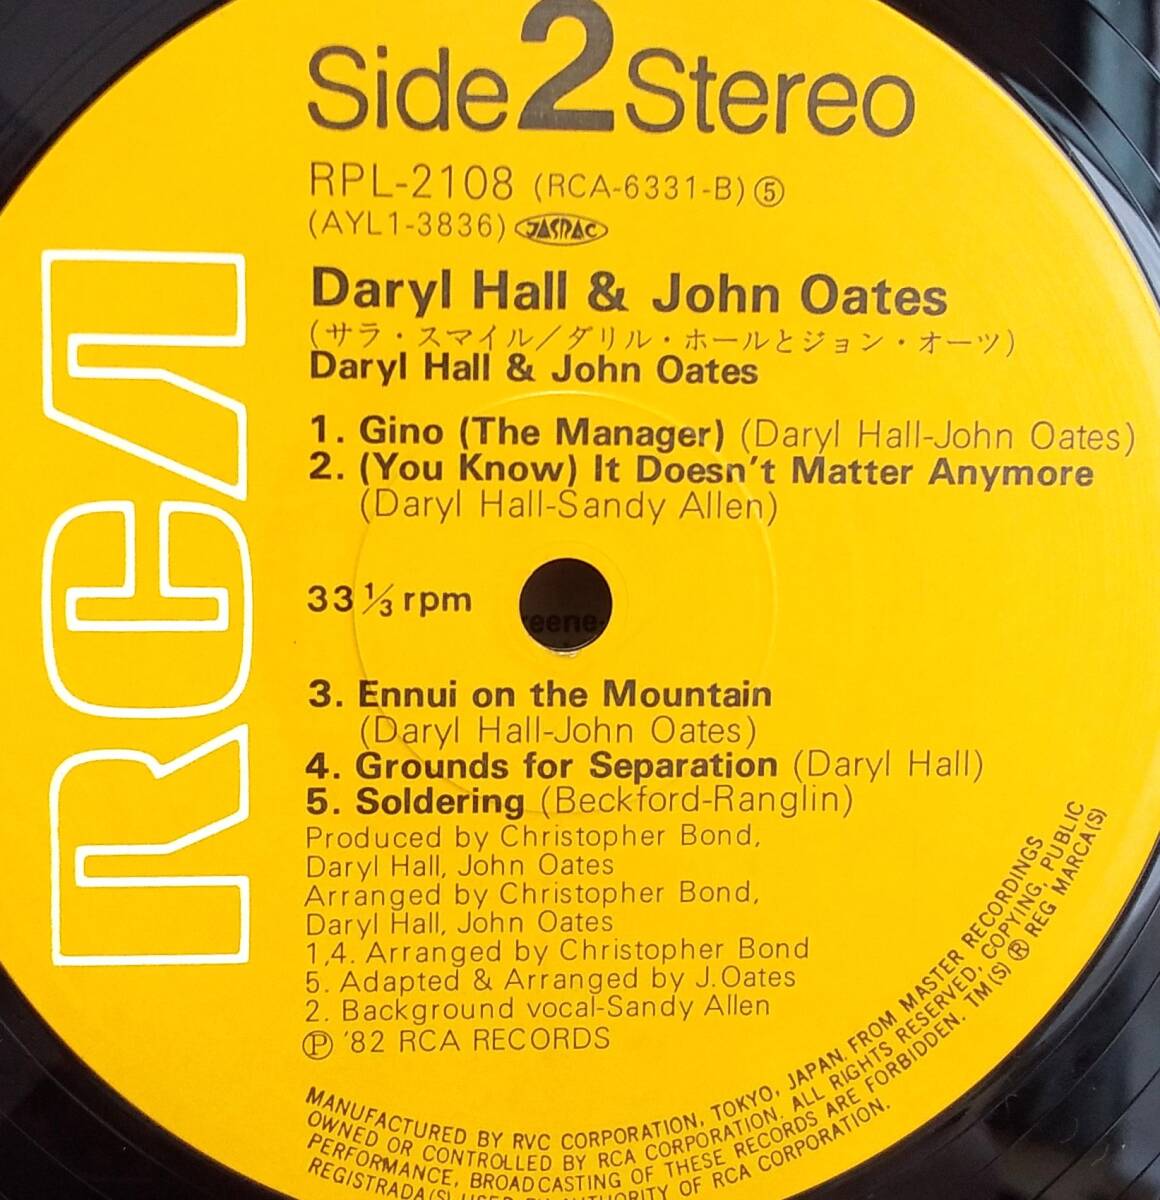 Side 2 Stereo
RPL-2108 (RCA-6331-B) ⑤
(AYL1-3836) JASRAC
Daryl Hall & John Oates
(サラ・スマイル／ダリル・ホールとジョン・オーツ)
Daryl Hall & John Oates
1. Gino (The Manager) (Daryl Hall-John Oates)
2. (You Know) It Doesn't Matter Anymore
(Daryl Hall-Sandy Allen)
33 1/3 rpm
3. Ennui on the Mountain
(Daryl Hall-John Oates)
4. Grounds for Separation (Daryl Hall)
5. Soldering (Beckford-Ranglin)
Produced by Christopher Bond,
Daryl Hall, John Oates
Arranged by Christopher Bond,
Daryl Hall, John Oates
1,4. Arranged by Christopher Bond
5. Adapted & Arranged by J.Oates
2. Background vocal-Sandy Allen
Ⓟ '82 RCA RECORDS
MANUFACTURED BY RVC CORPORATION, TOKYO, JAPAN. FROM MASTER RECORDINGS
OWNED OR CONTROLLED BY RCA CORPORATION. ALL RIGHTS RESERVED, COPYING, PUBLIC
PERFORMANCE, BROADCASTING OF THESE RECORDS ARE FORBIDDEN. TM(S) ® REG MARCA(S)
REGISTRADA(S) USED BY AUTHORITY OF RCA CORPORATION.
RCA